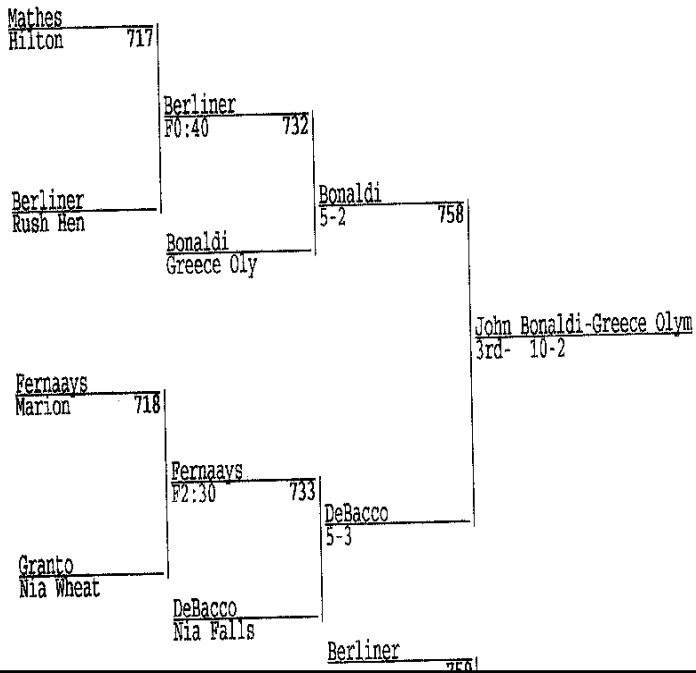 Mathes
Hilton 717
Berliner
F0:40 732
Berliner
Rush Hen
Bonaldi
5-2 758
Bonaldi
Greece Oly
John Bonaldi-Greece Olym
3rd- 10-2
Fernaays
Marion 718
Fernaays
F2:30 733
DeBacco
5-3
Granto
Nia Wheat
DeBacco
Nia Falls
Berliner
759